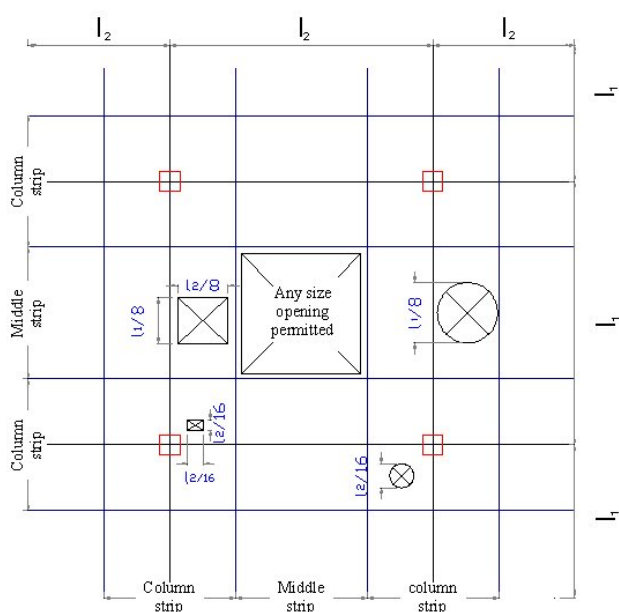 l2
l2
l2
l1
Column
strip
l2/8
Any size
opening
permitted
l1/8
l1/8
Middle
strip
l1
l2/16
Column
strip
l2/16
l2/16
l1
Column
strip
Middle
strip
column
strip